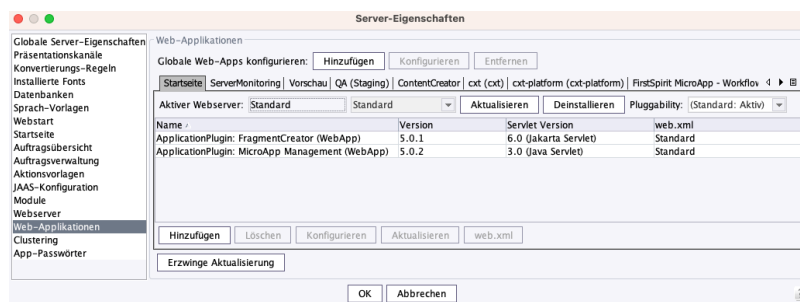 Server-Eigenschaften
Globale Server-Eigenschaften
Präsentationskanäle
Konvertierungs-Regeln
Installierte Fonts
Datenbanken
Sprach-Vorlagen
Webstart
Startseite
Auftragsübersicht
Auftragsverwaltung
Aktionsvorlagen
JAAS-Konfiguration
Module
Webserver
Web-Applikationen
Clustering
App-Passwörter
Web-Applikationen
Globale Web-Apps konfigurieren: Hinzufügen Konfigurieren Entfernen
Startseite ServerMonitoring Vorschau QA (Staging) ContentCreator cxt (cxt) cxt-platform (cxt-platform) FirstSpirit MicroApp - Workflov
Aktiver Webserver: Standard Standard Aktualisieren Deinstallieren Pluggability: (Standard: Aktiv)
Name Version Servlet Version web.xml
ApplicationPlugin: FragmentCreator (WebApp) 5.0.1 6.0 (Jakarta Servlet) Standard
ApplicationPlugin: MicroApp Management (WebApp) 5.0.2 3.0 (Java Servlet) Standard
Hinzufügen Löschen Konfigurieren Aktualisieren web.xml
Erzwinge Aktualisierung
OK Abbrechen